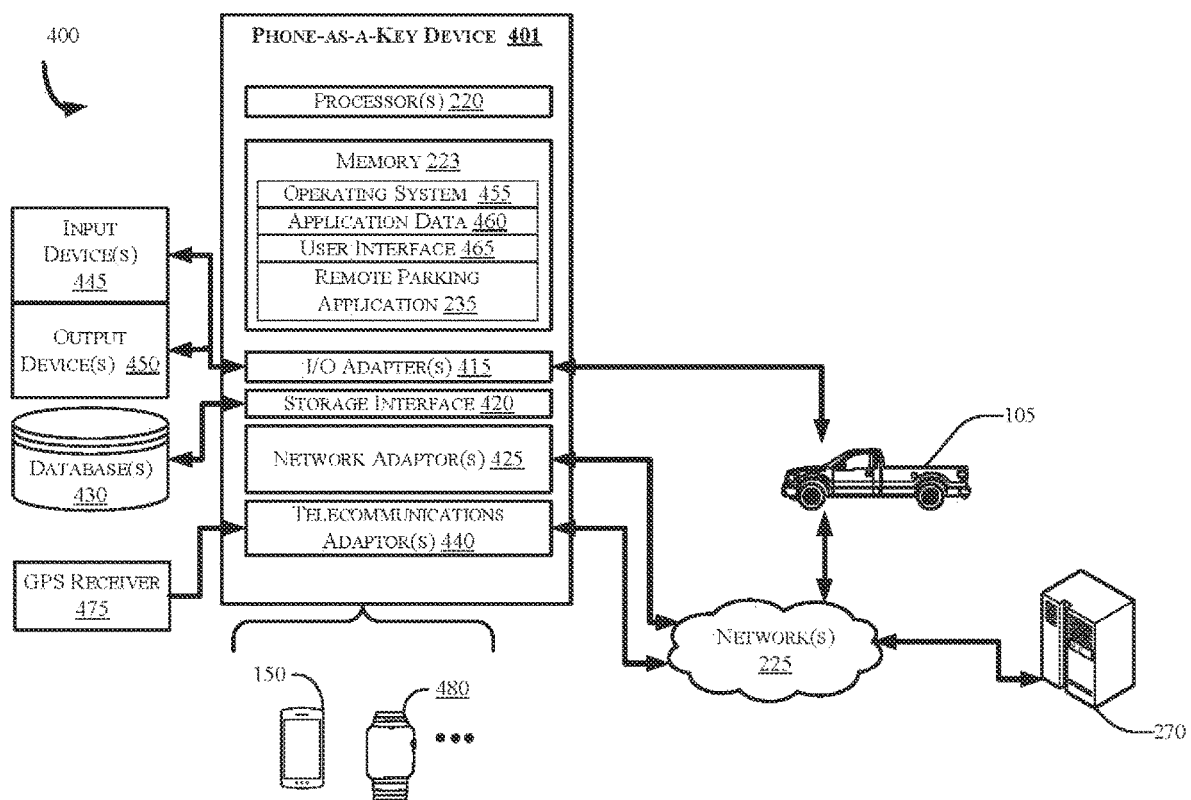 400
PHONE-AS-A-KEY DEVICE 401
PROCESSOR(S) 220
MEMORY 223
OPERATING SYSTEM 455
APPLICATION DATA 460
USER INTERFACE 465
REMOTE PARKING
APPLICATION 235
INPUT
DEVICE(S)
445
OUTPUT
DEVICE(S) 450
I/O ADAPTER(S) 415
STORAGE INTERFACE 420
DATABASE(S)
430
NETWORK ADAPTOR(S) 425
TELECOMMUNICATIONS
ADAPTOR(S) 440
GPS RECEIVER
475
105
NETWORK(S)
225
270
150
480